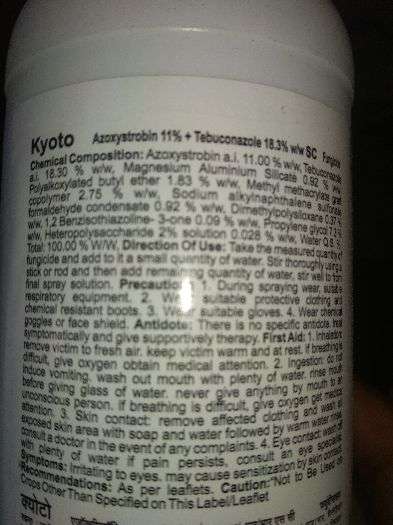 Kyoto Azoxystrobin 11% + Tebuconazole 18.3% w/w SC Fungicide
Chemical Composition: Azoxystrobin a.i. 11.00 % w/w, Tebuconazole
a.i. 18.30 % w/w, Magnesium Aluminium Silicate 0.92 % w/w,
Polyalkoxylated butyl ether 1.83 % w/w, Methyl methacrylate graft
copolymer 2.75 % w/w, Sodium alkylnaphthalene sulfonate
formaldehyde condensate 0.92 % w/w, Dimethylpolysiloxane 0.37 %
w/w, 1,2 Benzisothiazoline- 3-one 0.09 % w/w, Propylene glycol
w/w, Heteropolysaccharide 2% solution 0.028 % w/w, Water Q.S.
Total: 100.00 % W/W, Direction Of Use: Take the measured quantity of
fungicide and add to it a small quantity of water. Stir thoroughly using a
stick or rod and then add remaining quantity of water, stir well to
final spray solution. Precaution: 1. During spraying wear, suitable
respiratory equipment. 2. suitable protective clothing and
chemical resistant boots. 3. suitable gloves. 4. Wear chemical
goggles or face shield. Antidote: There is no specific antidote, treat
symptomatically and give supportively therapy. First Aid: 1. Inhalation:
remove victim to fresh air. keep victim warm and at rest. If breathing is
difficult, give oxygen obtain medical attention. 2. Ingestion: do not
induce vomiting. wash out mouth with plenty of water. rinse mouth
before giving glass of water. never give anything by mouth to an
unconscious person. If breathing is difficult, give oxygen get medical
attention. 3. Skin contact: remove affected clothing and wash
exposed skin area with soap and water followed by warm water rinse.
consult a doctor in the event of any complaints. 4. Eye contact: wash
with plenty of water if pain persists, consult an eye specialist
Symptoms: Irritating to eyes. may cause sensitization by skin contact.
Recommendations: As per leaflets. Caution:"Not to Be Used on
Crops Other Than Specified on This Label/Leaflet
क्योटो